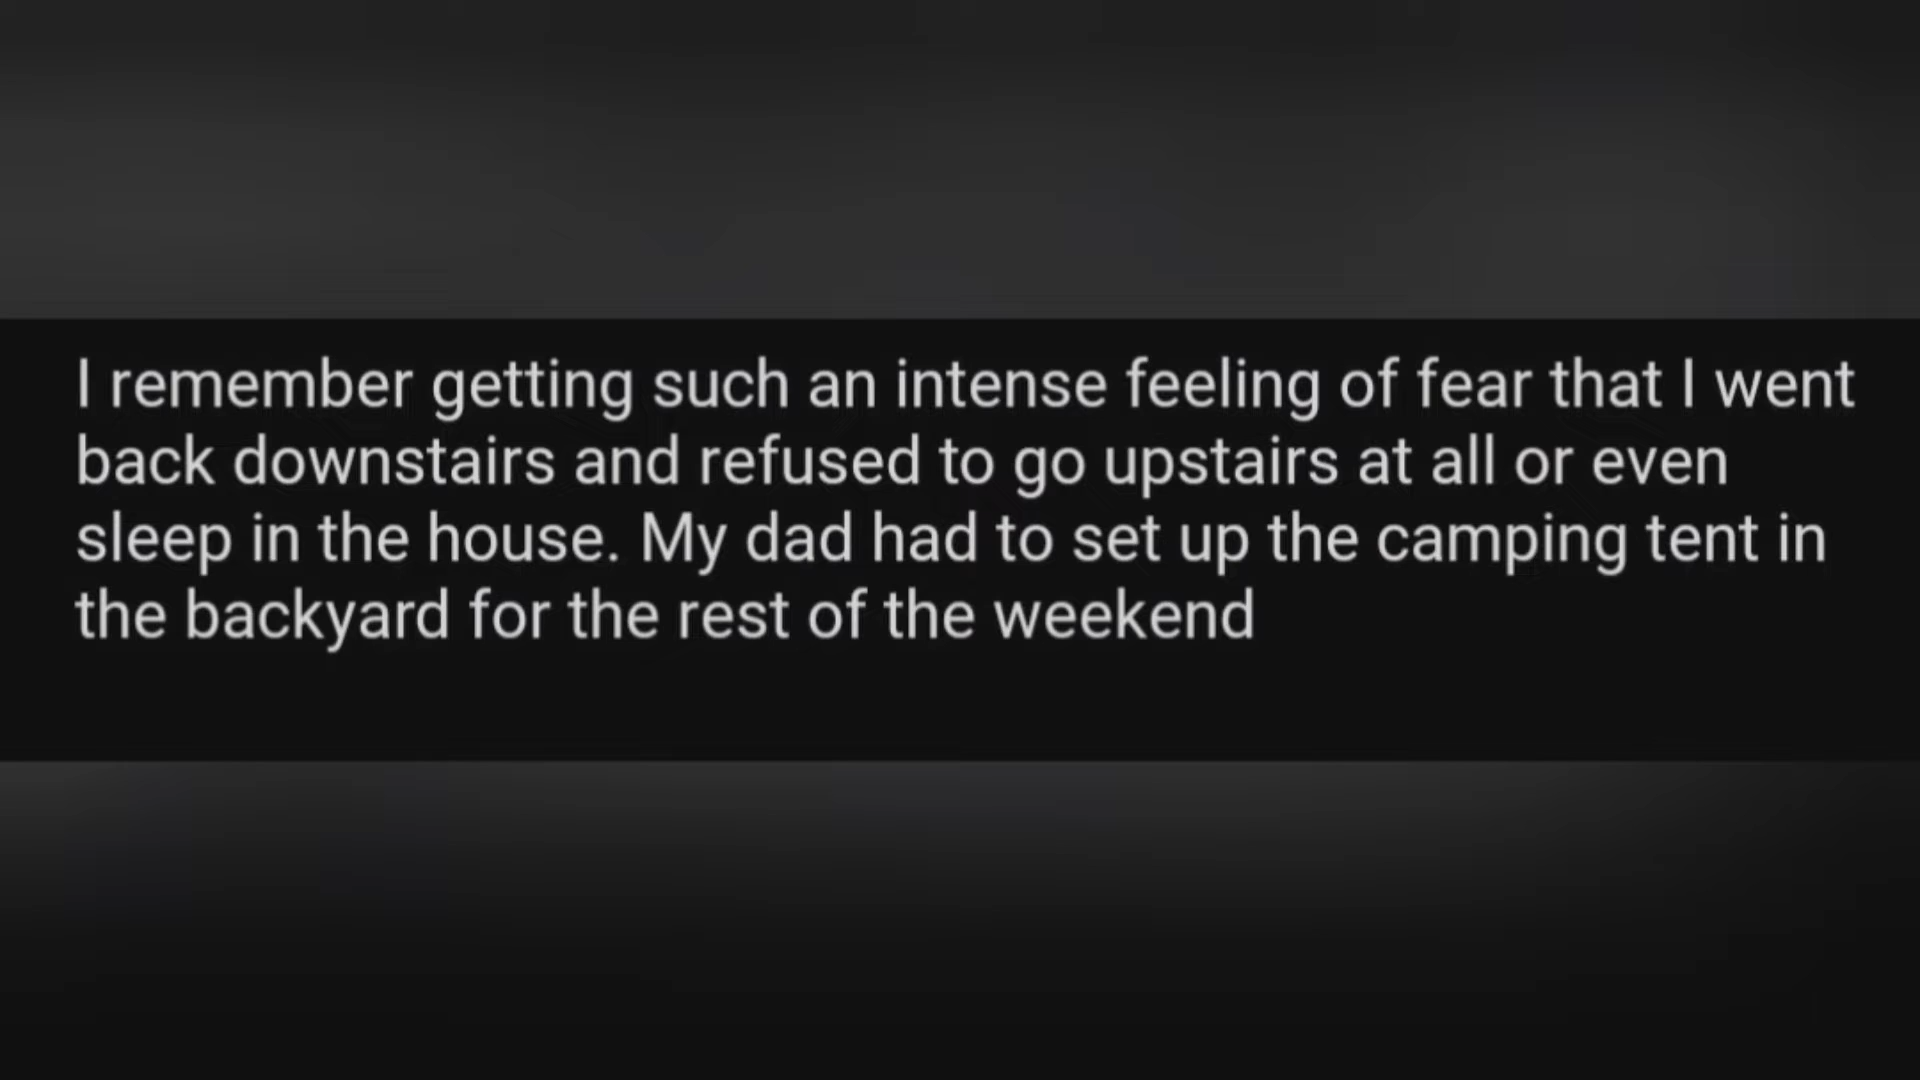 I remember getting such an intense feeling of fear that I went
back downstairs and refused to go upstairs at all or even
sleep in the house. My dad had to set up the camping tent in
the backyard for the rest of the weekend